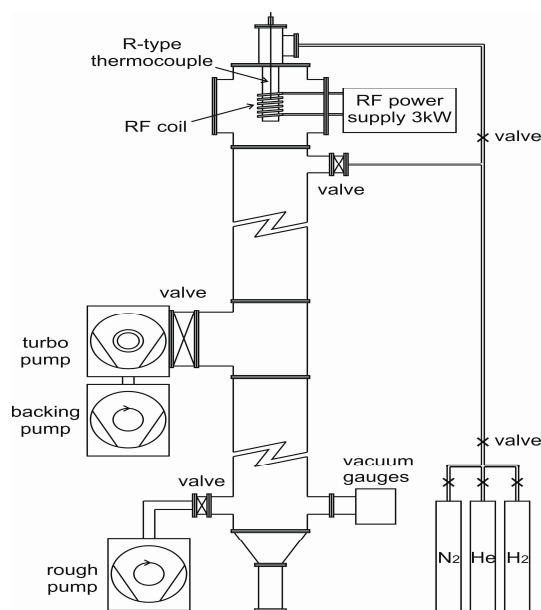 R-type
thermocouple
RF coil
RF power
supply 3kW
valve
valve
valve
turbo
pump
backing
pump
valve
vacuum
gauges
valve
rough
pump
N2
He
H2